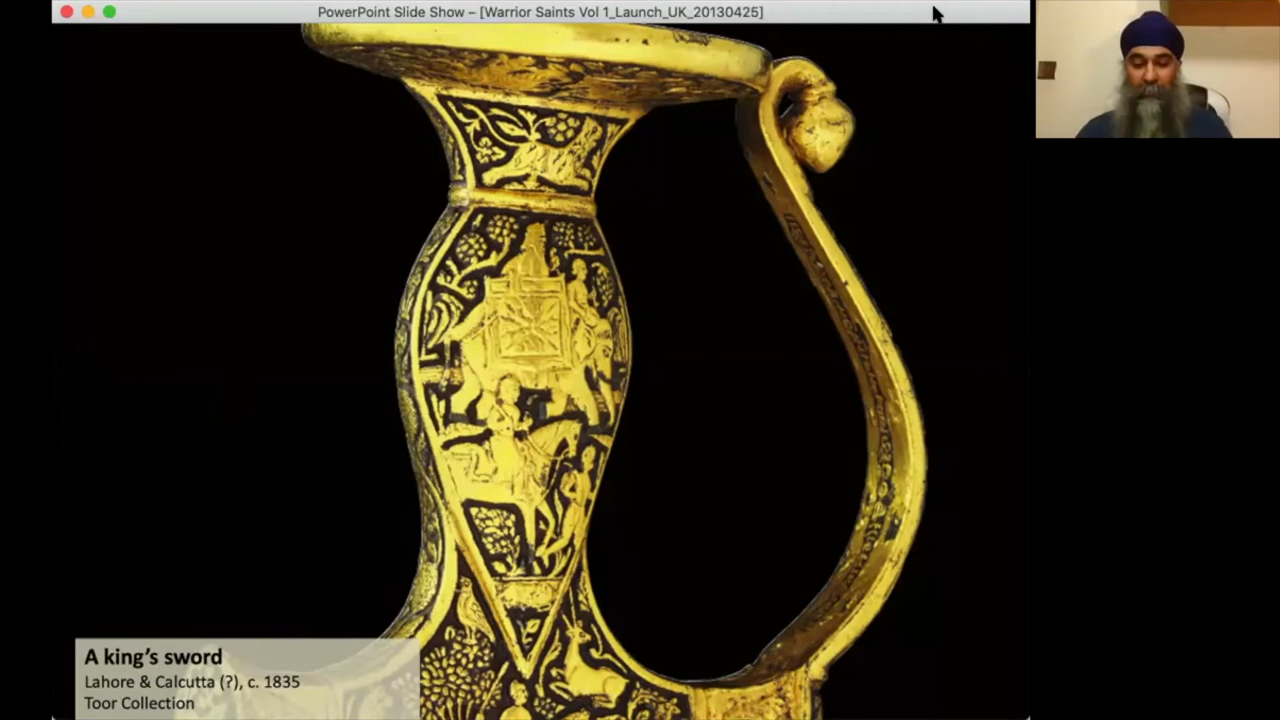 PowerPoint Slide Show – [Warrior Saints Vol 1_Launch_UK_20130425]
A king’s sword
Lahore & Calcutta (?), c. 1835
Toor Collection